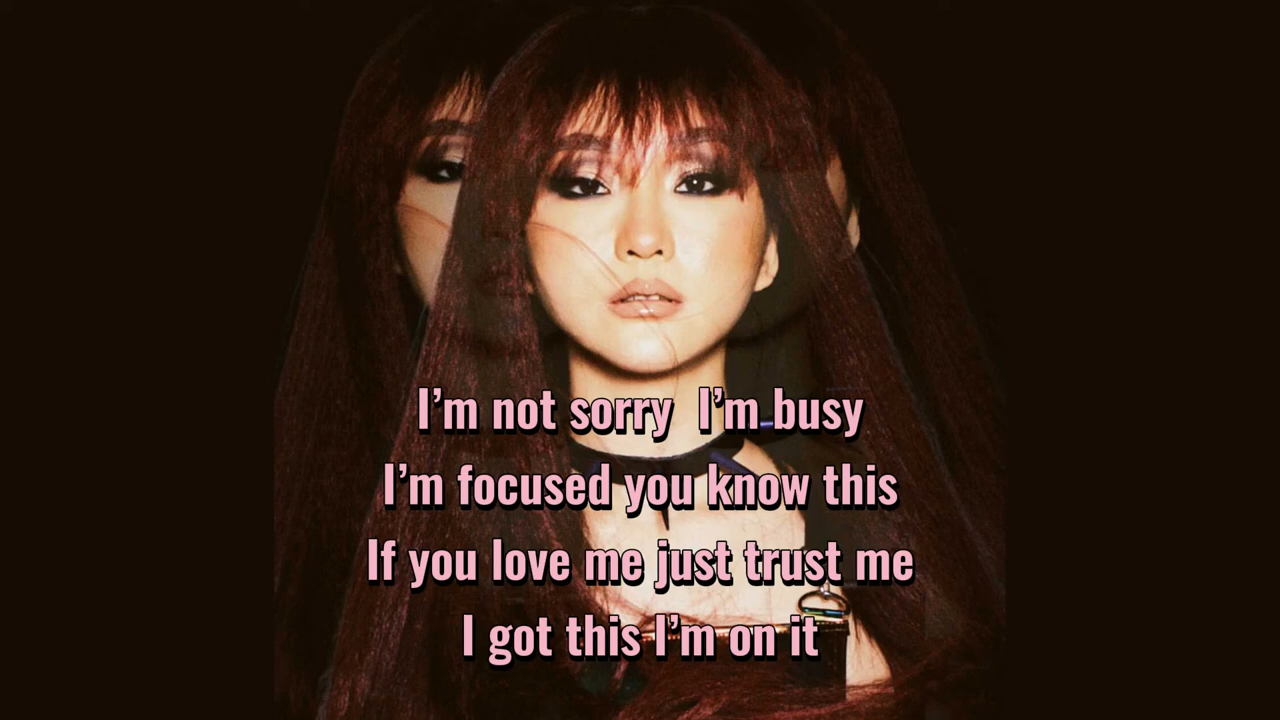 I’m not sorry  I’m busy
I’m focused you know this
If you love me just trust me
I got this I’m on it